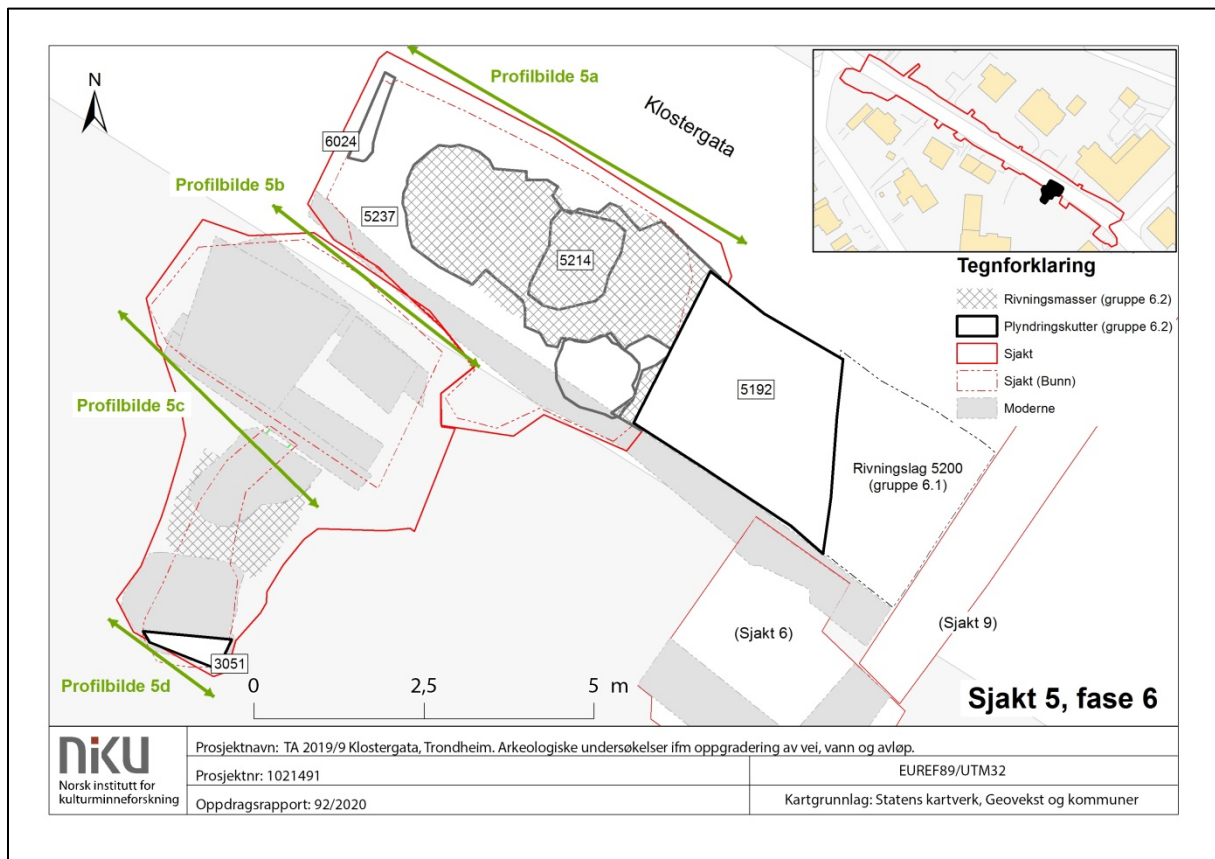 Profilbilde 5a
Klostergata
N
6024
Profilbilde 5b
5237
5214
Tegnforklaring
Rivningsmasser (gruppe 6.2)
Plyndringskutter (gruppe 6.2)
Sjakt
Sjakt (Bunn)
Moderne
5192
Profilbilde 5c
Rivningslag 5200
(gruppe 6.1)
(Sjakt 6)
(Sjakt 9)
3051
Profilbilde 5d
0 2,5 5 m
Sjakt 5, fase 6
niku
Norsk institutt for
kulturminneforskning
Prosjektnavn: TA 2019/9 Klostergata, Trondheim. Arkeologiske undersøkelser ifm oppgradering av vei, vann og avløp.
Prosjektnr: 1021491
EUREF89/UTM32
Oppdragsrapport: 92/2020
Kartgrunnlag: Statens kartverk, Geovekst og kommuner